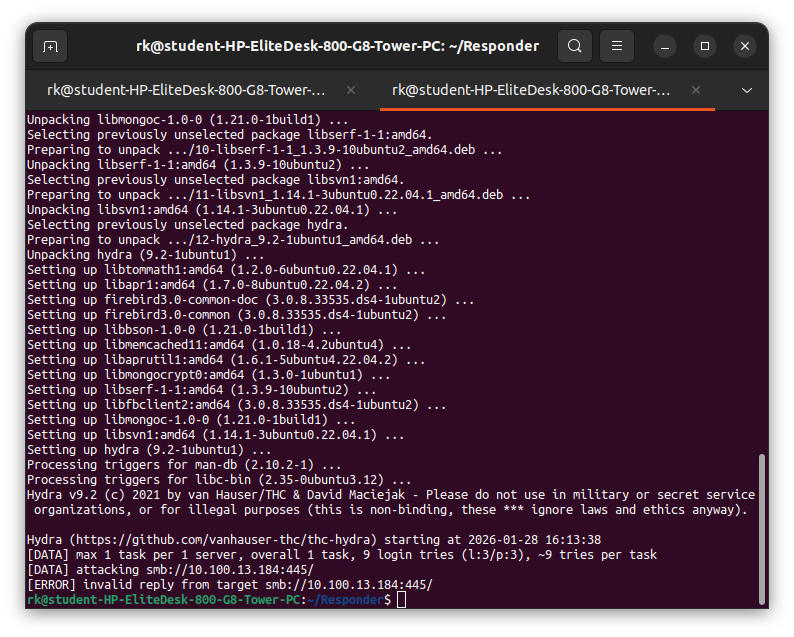 rk@student-HP-EliteDesk-800-G8-Tower-PC: ~/Responder
rk@student-HP-EliteDesk-800-G8-Tower-...
rk@student-HP-EliteDesk-800-G8-Tower-...
Unpacking libmongoc-1.0-0 (1.21.0-1build1) ...
Selecting previously unselected package libserf-1-1:amd64.
Preparing to unpack .../10-libserf-1-1_1.3.9-10ubuntu2_amd64.deb ...
Unpacking libserf-1-1:amd64 (1.3.9-10ubuntu2) ...
Selecting previously unselected package libsvn1:amd64.
Preparing to unpack .../11-libsvn1_1.14.1-3ubuntu0.22.04.1_amd64.deb ...
Unpacking libsvn1:amd64 (1.14.1-3ubuntu0.22.04.1) ...
Selecting previously unselected package hydra.
Preparing to unpack .../12-hydra_9.2-1ubuntu1_amd64.deb ...
Unpacking hydra (9.2-1ubuntu1) ...
Setting up libtommath1:amd64 (1.2.0-6ubuntu0.22.04.1) ...
Setting up libapr1:amd64 (1.7.0-8ubuntu0.22.04.2) ...
Setting up firebird3.0-common-doc (3.0.8.33535.ds4-1ubuntu2) ...
Setting up firebird3.0-common (3.0.8.33535.ds4-1ubuntu2) ...
Setting up libbson-1.0-0 (1.21.0-1build1) ...
Setting up libmemcached11:amd64 (1.0.18-4.2ubuntu4) ...
Setting up libaprutil1:amd64 (1.6.1-5ubuntu4.22.04.2) ...
Setting up libmongocrypt0:amd64 (1.3.0-1ubuntu1) ...
Setting up libserf-1-1:amd64 (1.3.9-10ubuntu2) ...
Setting up libfbclient2:amd64 (3.0.8.33535.ds4-1ubuntu2) ...
Setting up libmongoc-1.0-0 (1.21.0-1build1) ...
Setting up libsvn1:amd64 (1.14.1-3ubuntu0.22.04.1) ...
Setting up hydra (9.2-1ubuntu1) ...
Processing triggers for man-db (2.10.2-1) ...
Processing triggers for libc-bin (2.35-0ubuntu3.12) ...
Hydra v9.2 (c) 2021 by van Hauser/THC & David Maciejak - Please do not use in military or secret service
organizations, or for illegal purposes (this is non-binding, these *** ignore laws and ethics anyway).
Hydra (https://github.com/vanhauser-thc/thc-hydra) starting at 2026-01-28 16:13:38
[DATA] max 1 task per 1 server, overall 1 task, 9 login tries (l:3/p:3), ~9 tries per task
[DATA] attacking smb://10.100.13.184:445/
[ERROR] invalid reply from target smb://10.100.13.184:445/
rk@student-HP-EliteDesk-800-G8-Tower-PC:~/Responder$